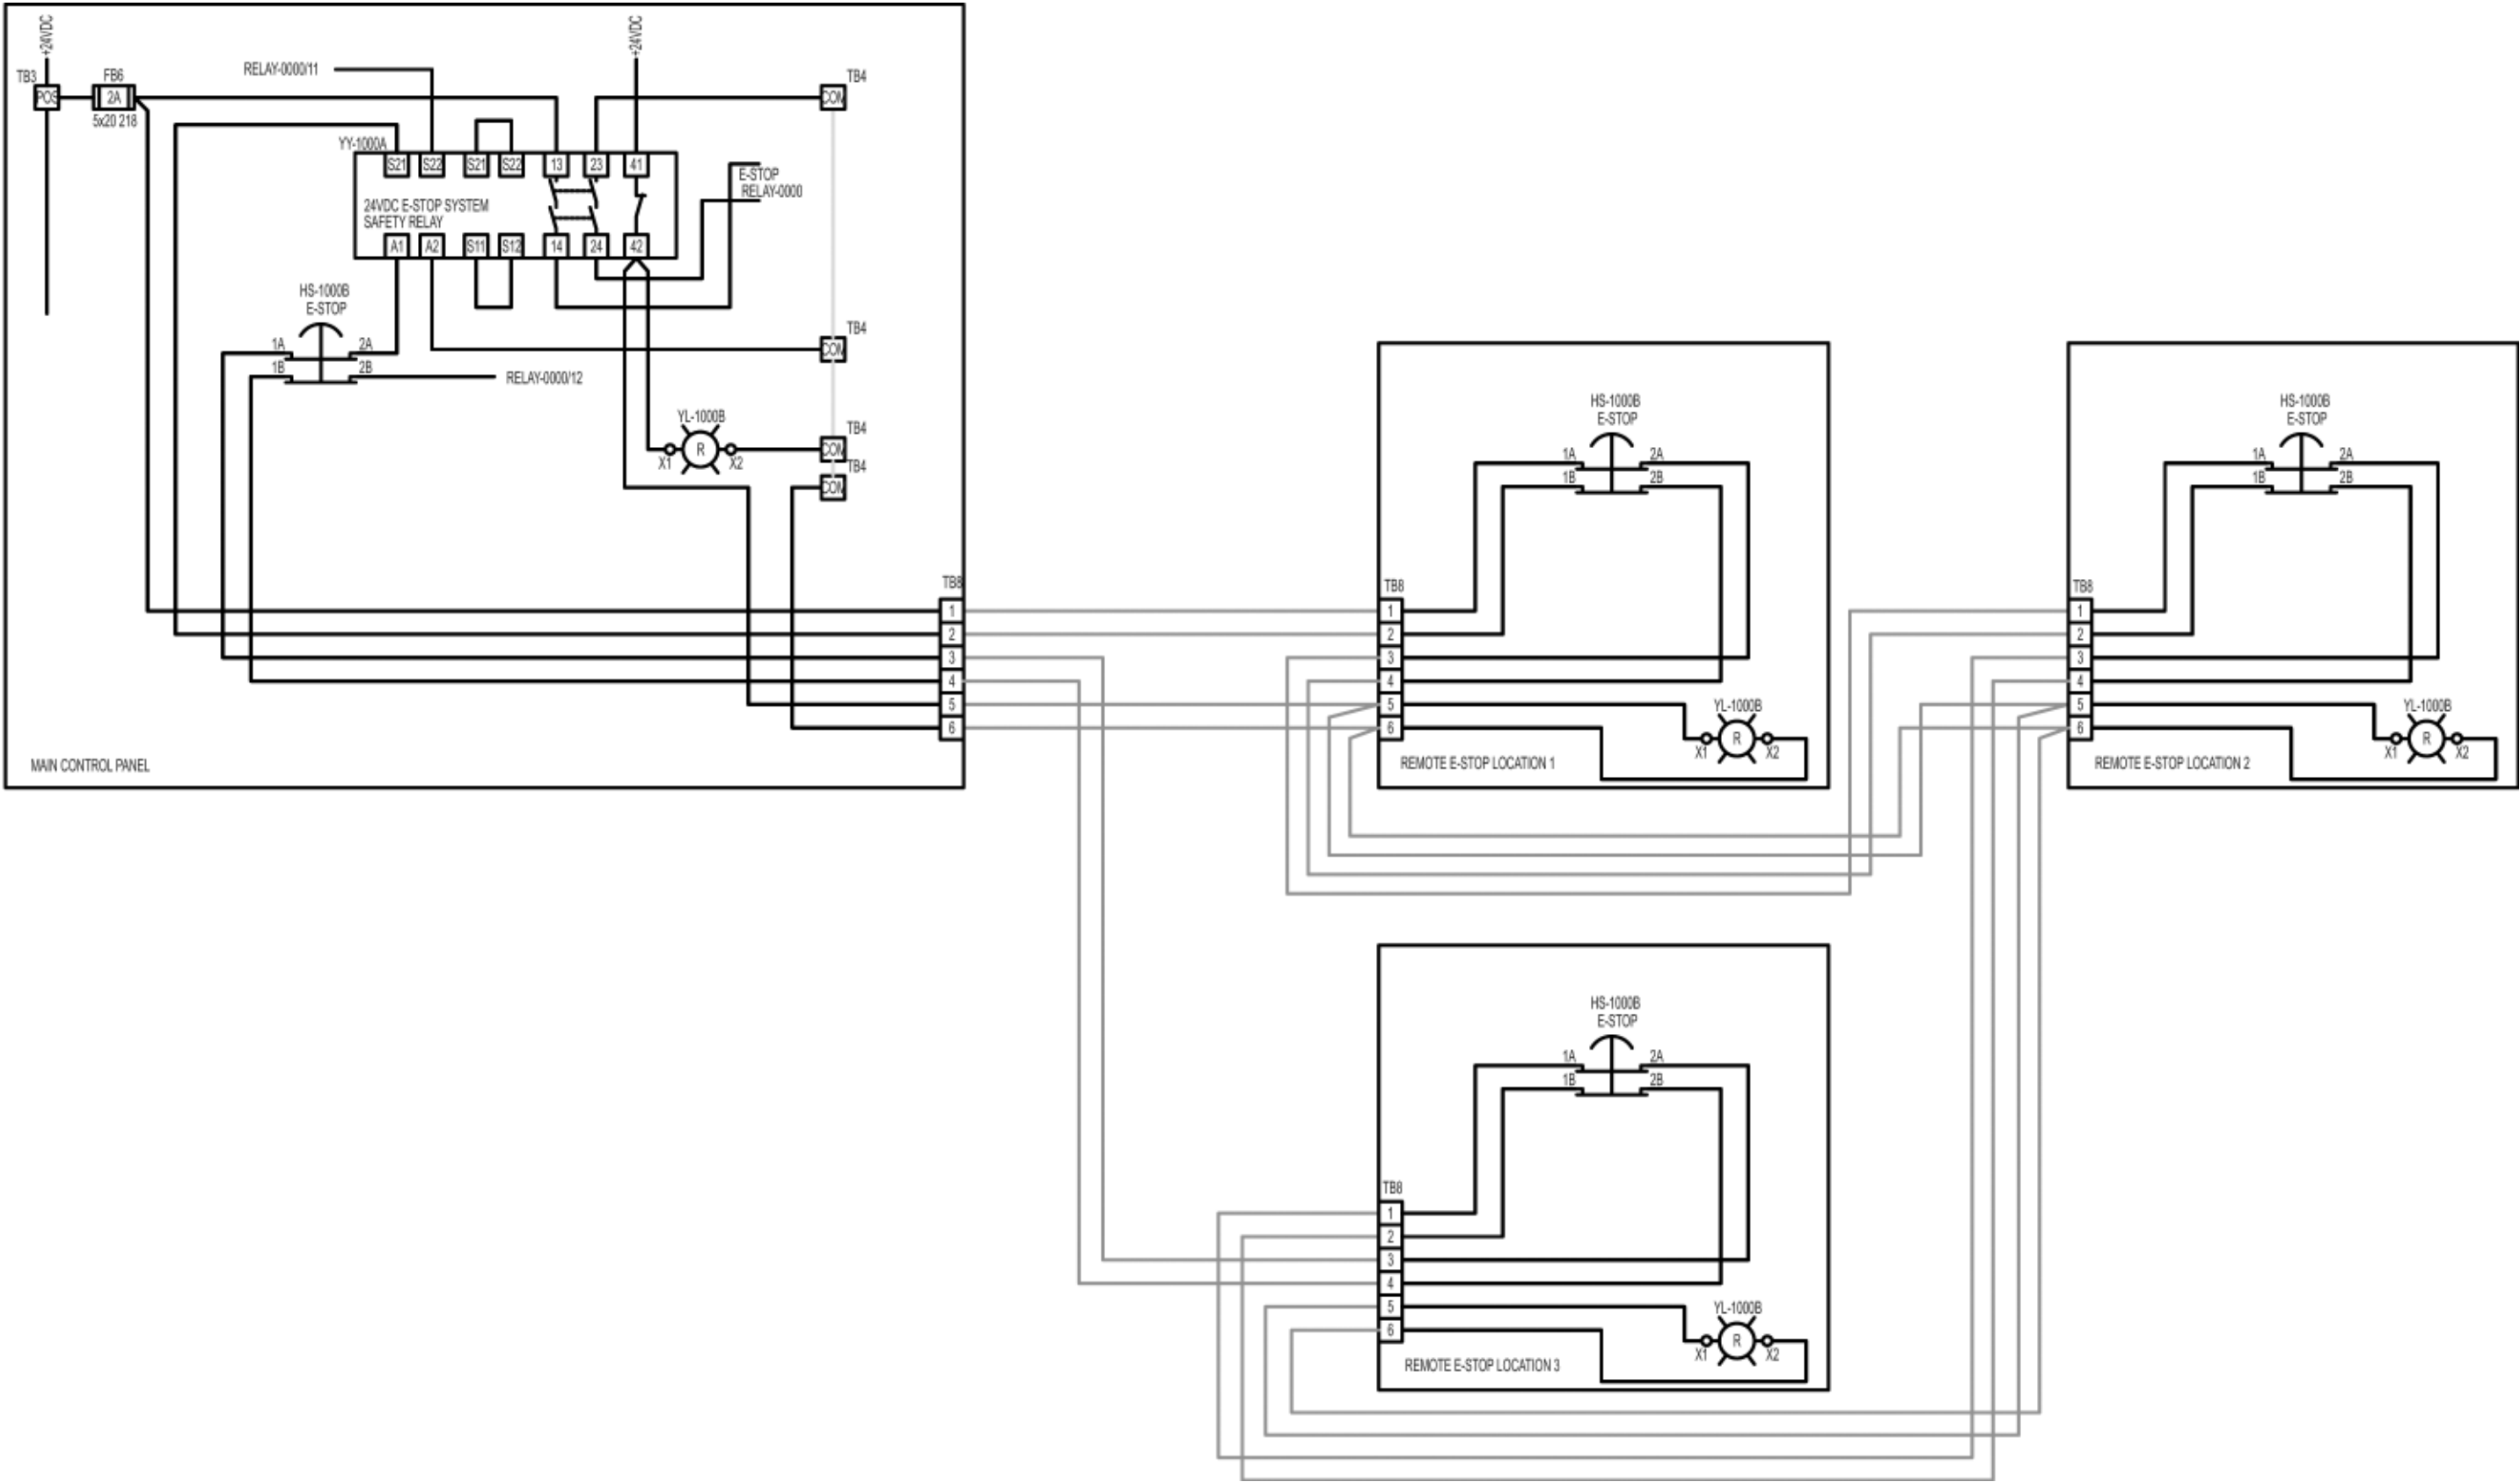 +24VDC
+24VDC
TB3
FB6
RELAY-0000/11
TB4
POS
2A
CON
5x20 218
YY-1000A
S21
S22
S21
S22
13
23
41
E-STOP
RELAY-0000
24VDC E-STOP SYSTEM
SAFETY RELAY
A1
A2
S11
S12
14
24
42
HS-1000B
E-STOP
1A
2A
1B
2B
RELAY-0000/12
TB4
CON
YL-1000B
R
X1
X2
TB4
CON
TB4
CON
TB8
1
2
3
4
5
6
MAIN CONTROL PANEL
HS-1000B
E-STOP
1A
2A
1B
2B
TB8
1
2
3
4
5
6
YL-1000B
R
X1
X2
REMOTE E-STOP LOCATION 1
HS-1000B
E-STOP
1A
2A
1B
2B
TB8
1
2
3
4
5
6
YL-1000B
R
X1
X2
REMOTE E-STOP LOCATION 2
HS-1000B
E-STOP
1A
2A
1B
2B
TB8
1
2
3
4
5
6
YL-1000B
R
X1
X2
REMOTE E-STOP LOCATION 3